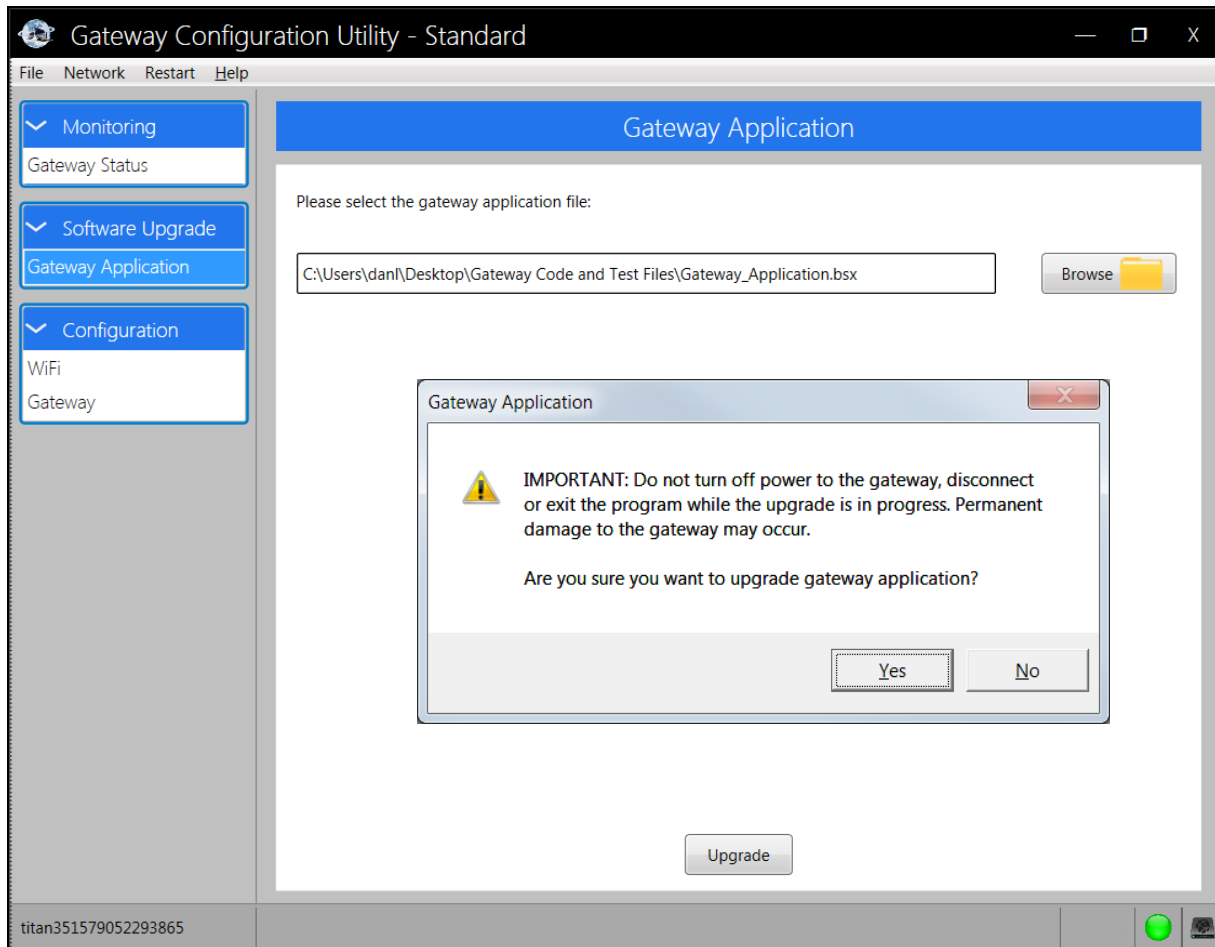 Gateway Configuration Utility - Standard
X
File Network Restart Help
Monitoring
Gateway Status
Software Upgrade
Gateway Application
Configuration
WiFi
Gateway
Gateway Application
Please select the gateway application file:
C:\Users\danl\Desktop\Gateway Code and Test Files\Gateway_Application.bsx
Browse
Gateway Application
X
IMPORTANT: Do not turn off power to the gateway, disconnect
or exit the program while the upgrade is in progress. Permanent
damage to the gateway may occur.
Are you sure you want to upgrade gateway application?
Yes
No
Upgrade
titan351579052293865